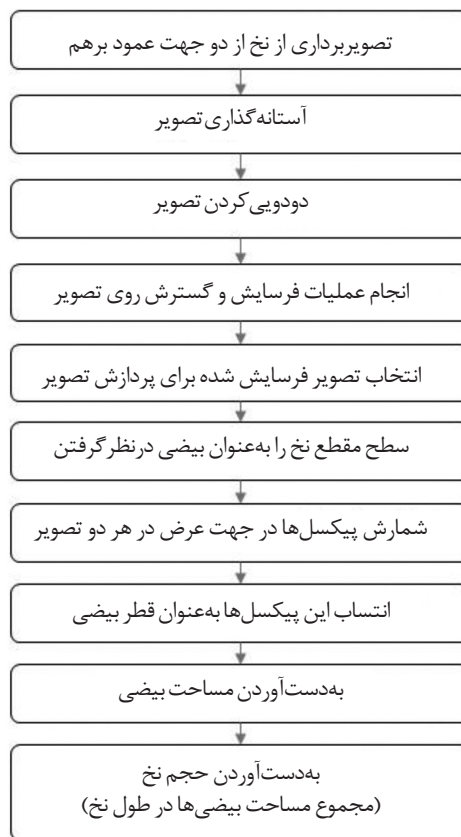 تصویربرداری از نخ از دو جهت عمود برهم
آستانه‌گذاری تصویر
دودویی‌کردن تصویر
انجام عملیات فرسایش و گسترش روی تصویر
انتخاب تصویر فرسایش شده برای پردازش تصویر
سطح مقطع نخ را به‌عنوان بیضی درنظرگرفتن
شمارش پیکسل‌ها در جهت عرض در هر دو تصویر
انتساب این پیکسل‌ها به‌عنوان قطر بیضی
به‌دست‌آوردن مساحت بیضی
به‌دست‌آوردن حجم نخ
(مجموع مساحت بیضی‌ها در طول نخ)